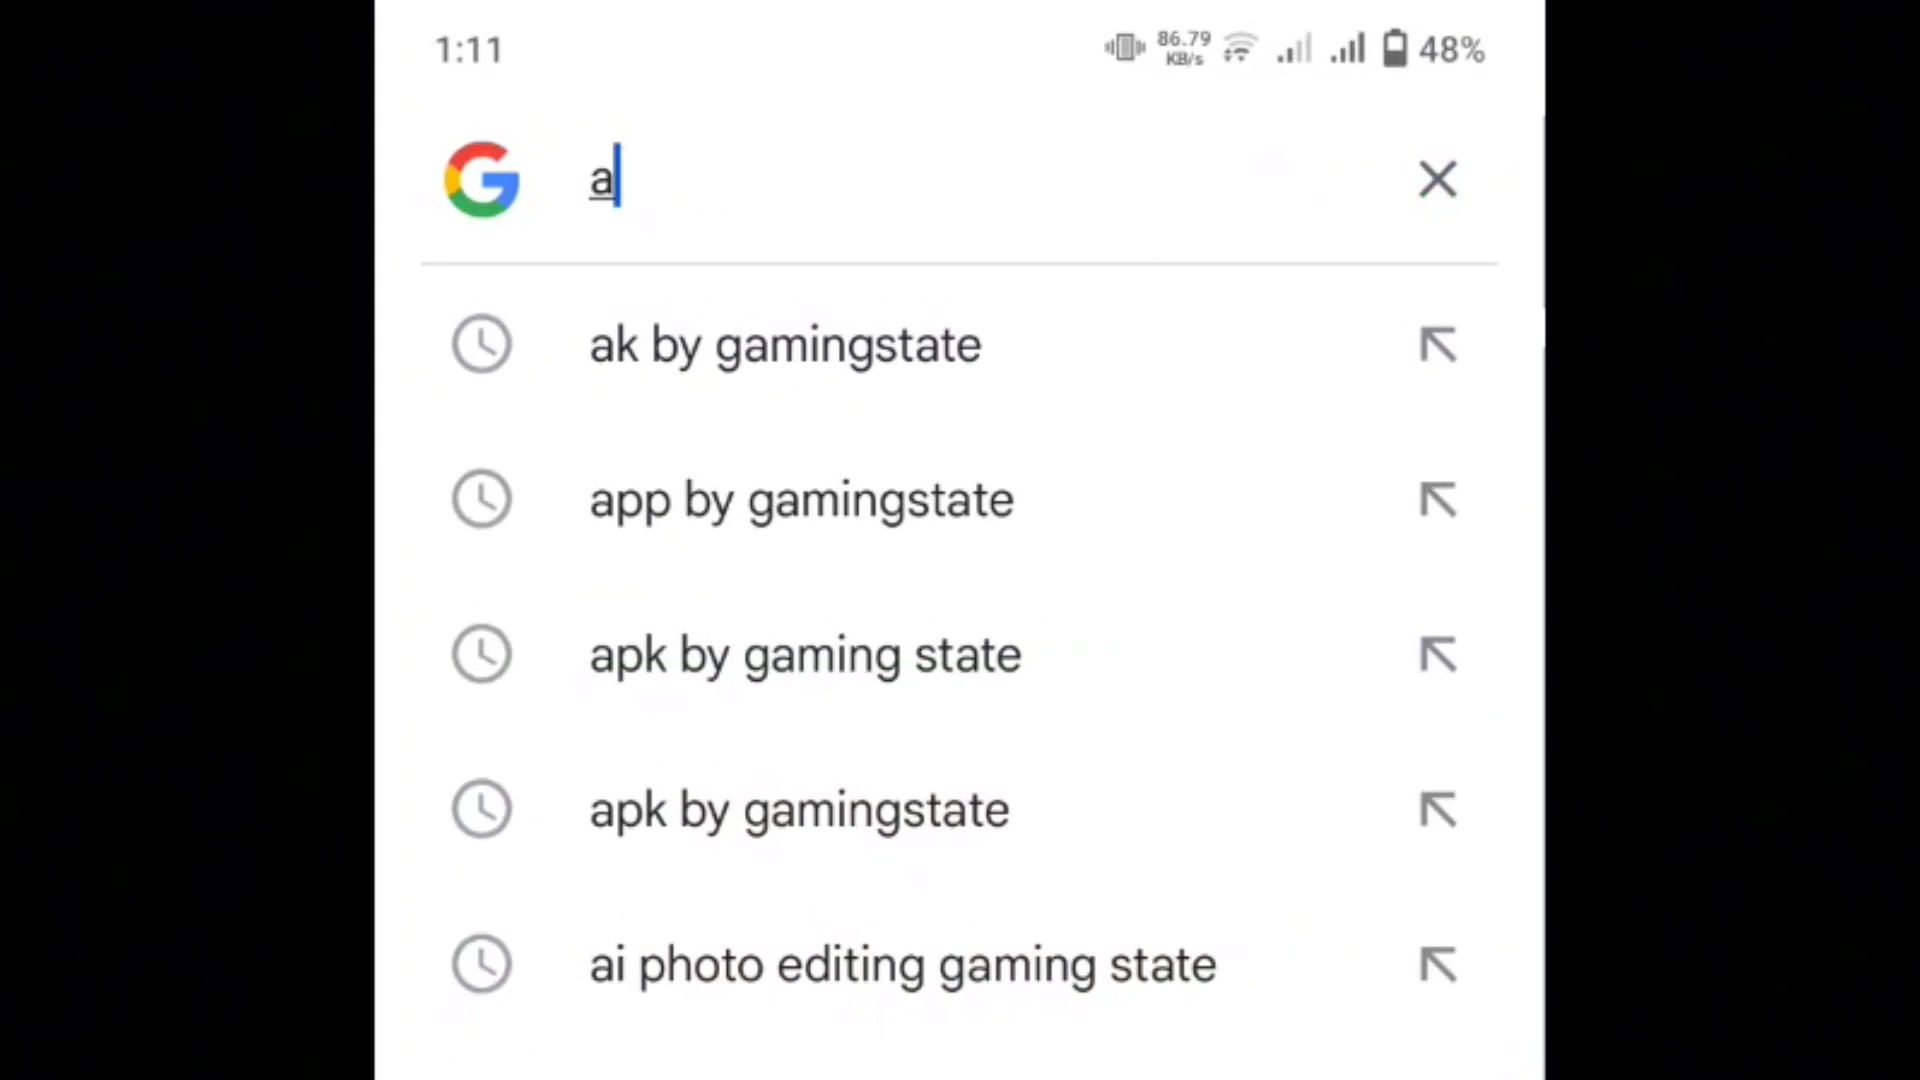 1:11
86.79
KB/s
48%
a
ak by gamingstate
app by gamingstate
apk by gaming state
apk by gamingstate
ai photo editing gaming state